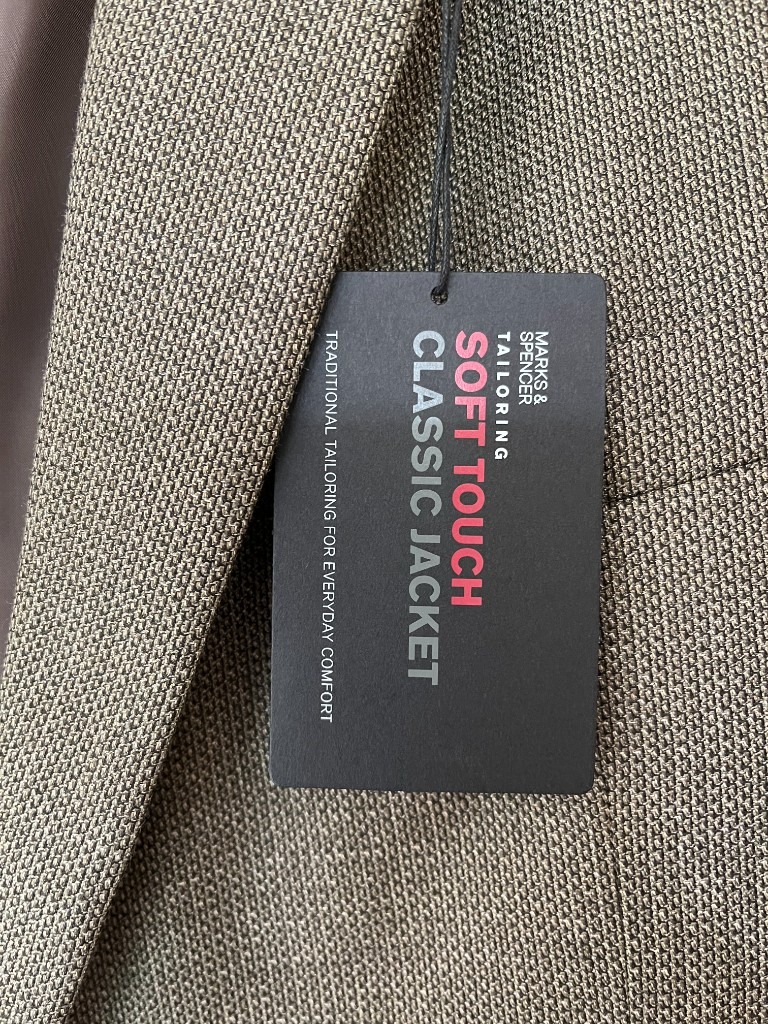 MARKS &
SPENCER
TAILORING
SOFT TOUCH
CLASSIC JACKET
TRADITIONAL TAILORING FOR EVERYDAY COMFORT